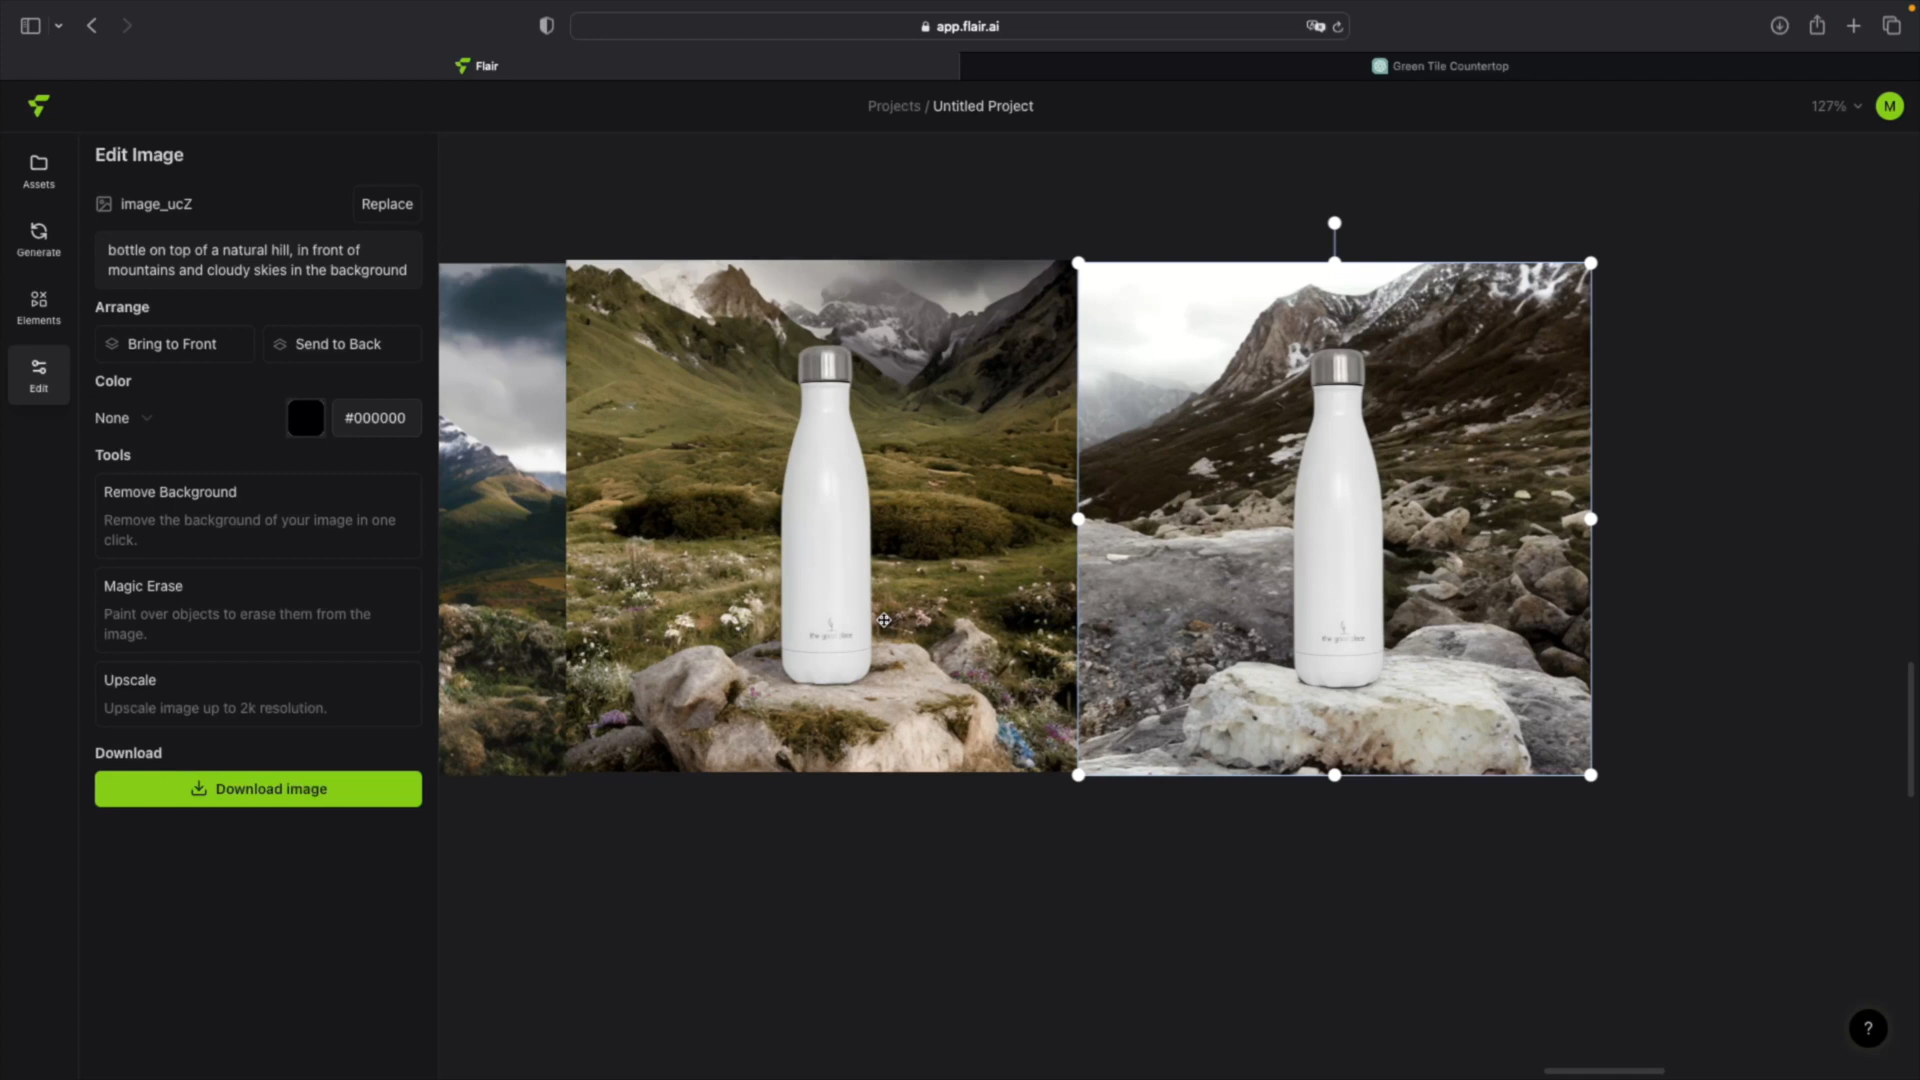 app.flair.ai
Flair
Green Tile Countertop
Projects / Untitled Project
127%
M
Edit Image
Assets
image_ucZ
Replace
Generate
bottle on top of a natural hill, in front of
mountains and cloudy skies in the background
Elements
Arrange
Bring to Front
Send to Back
Edit
Color
None
#000000
Tools
Remove Background
Remove the background of your image in one
click.
Magic Erase
Paint over objects to erase them from the
image.
Upscale
Upscale image up to 2k resolution.
Download
Download image
?